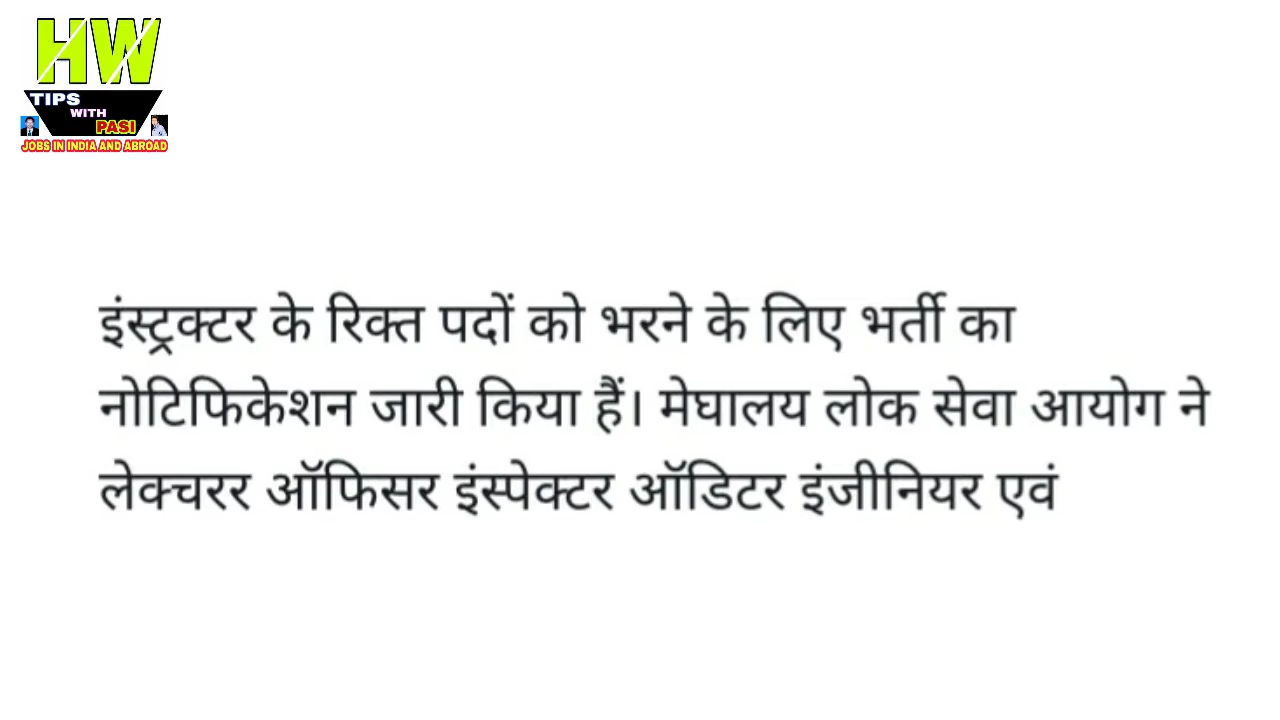 HW
TIPS
WITH
PASI
JOBS IN INDIA AND ABROAD
इंस्ट्रक्टर के रिक्त पदों को भरने के लिए भर्ती का
नोटिफिकेशन जारी किया हैं। मेघालय लोक सेवा आयोग ने
लेक्चरर ऑफिसर इंस्पेक्टर ऑडिटर इंजीनियर एवं